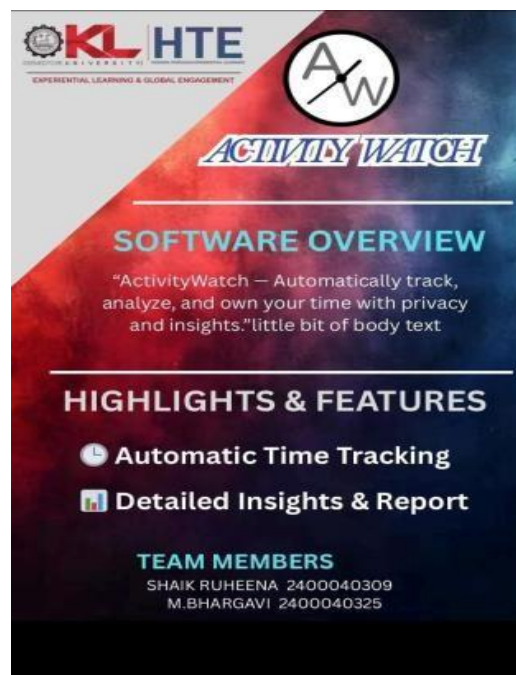 KL HTE
EXPERIENTIAL LEARNING & GLOBAL ENGAGEMENT
A/W
ACTIVITY WATCH
SOFTWARE OVERVIEW
“ActivityWatch — Automatically track,
analyze, and own your time with privacy
and insights.”little bit of body text
HIGHLIGHTS & FEATURES
Automatic Time Tracking
Detailed Insights & Report
TEAM MEMBERS
SHAIK RUHEENA 2400040309
M.BHARGAVI 2400040325